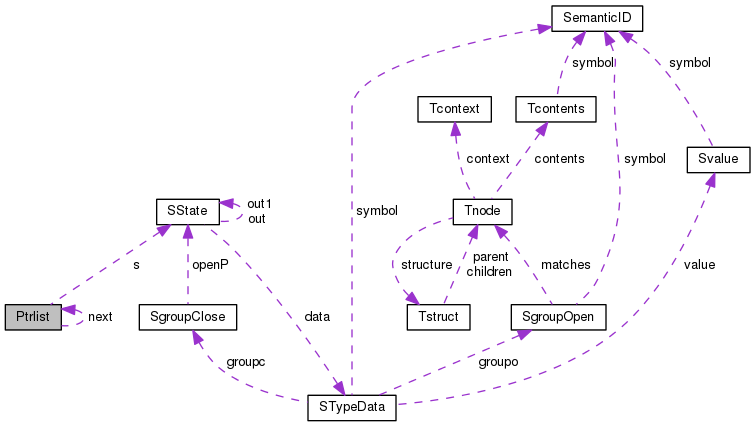 SemanticID
symbol
symbol
Tcontext
Tcontents
context
contents
symbol
Svalue
SState
out1
out
Tnode
symbol
s
openP
structure
parent
children
matches
value
Ptrlist
next
SgroupClose
data
Tstruct
SgroupOpen
groupc
groupo
STypeData